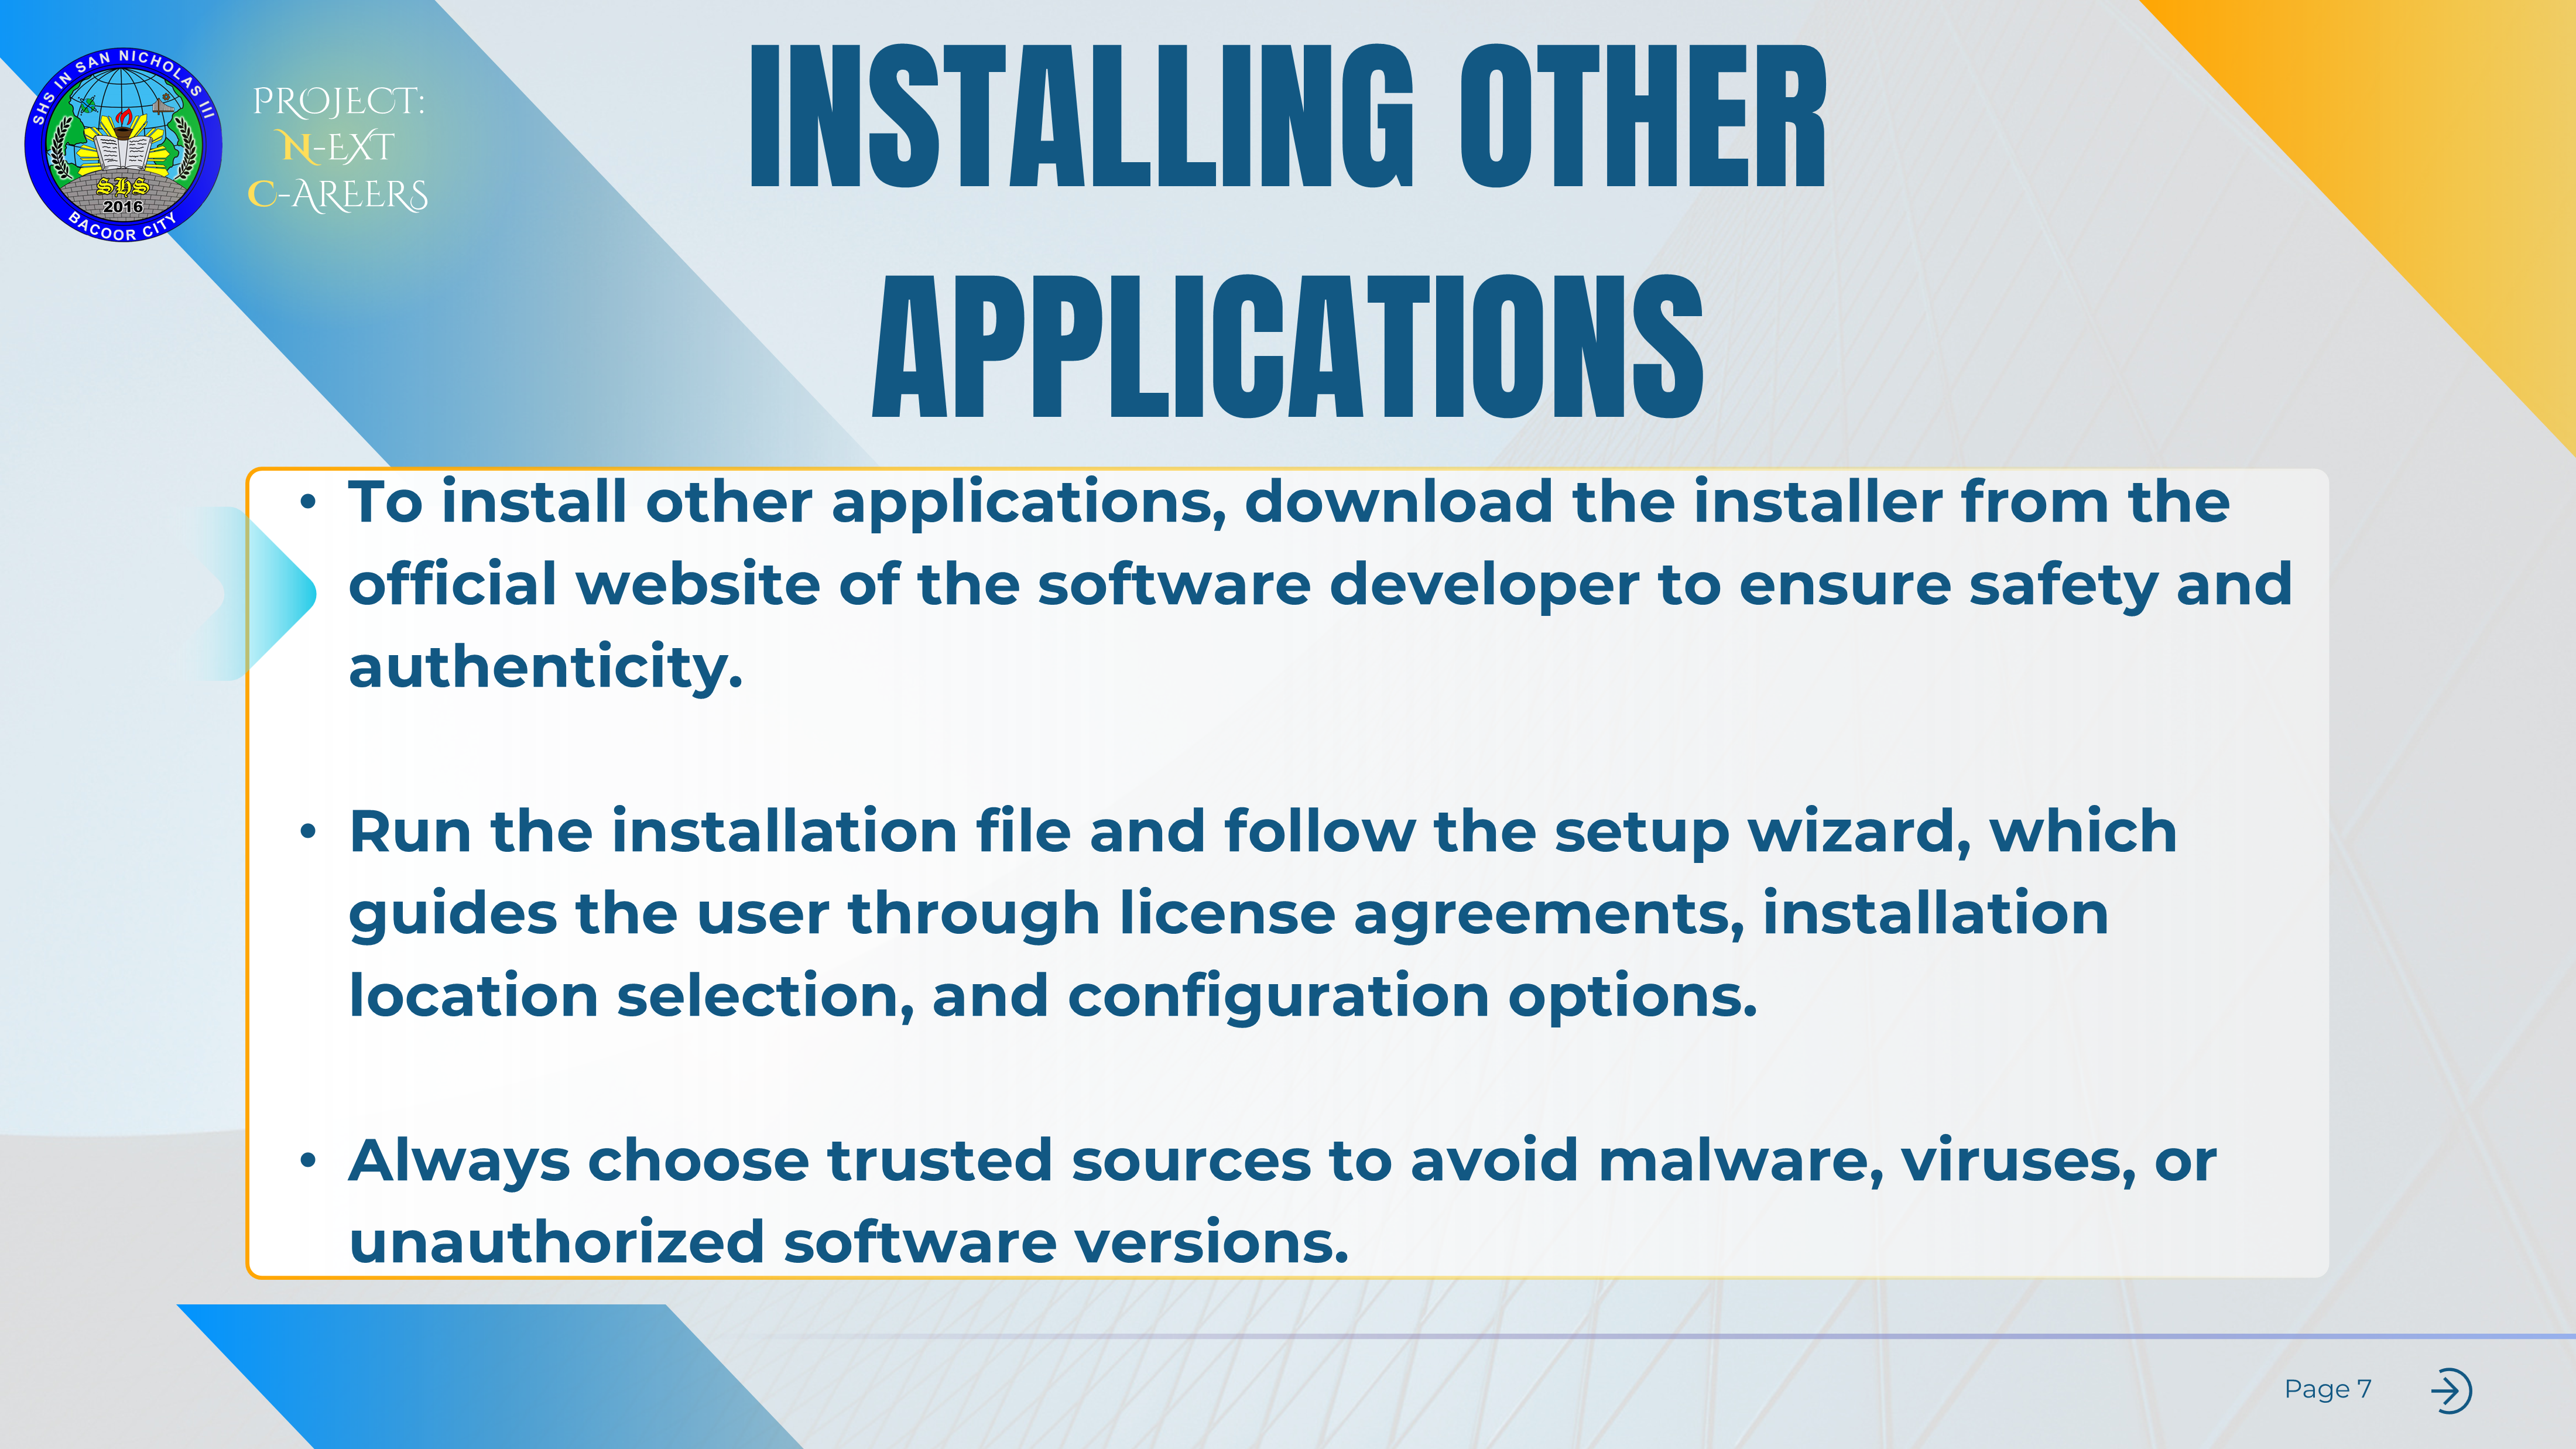 SHS IN SAN NICHOLAS III
SHS
2016
BACOOR CITY
PROJECT:
N-EXT
C-AREERS
INSTALLING OTHER
APPLICATIONS
• To install other applications, download the installer from the
official website of the software developer to ensure safety and
authenticity.
• Run the installation file and follow the setup wizard, which
guides the user through license agreements, installation
location selection, and configuration options.
• Always choose trusted sources to avoid malware, viruses, or
unauthorized software versions.
Page 7